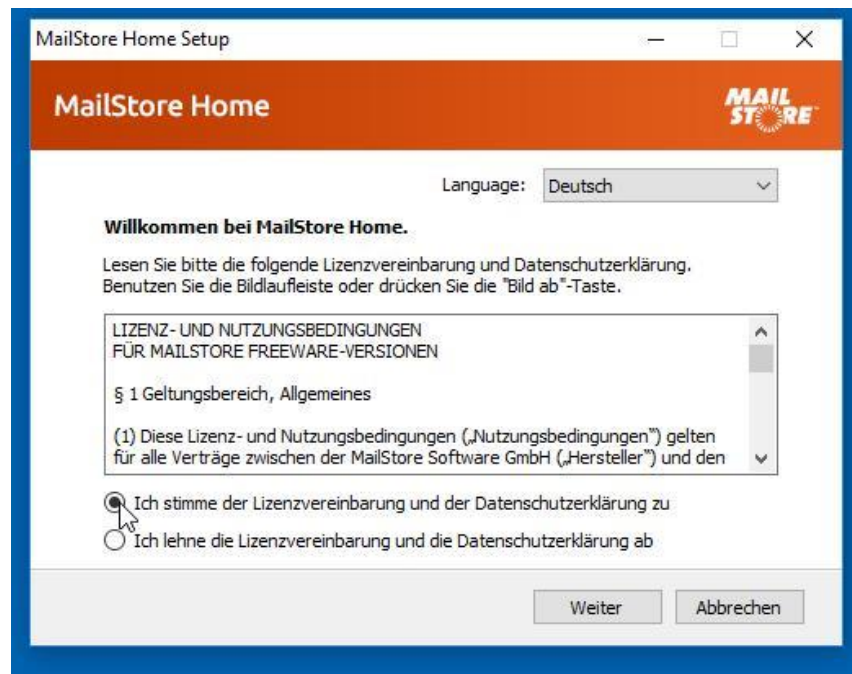 MailStore Home Setup
MailStore Home
MAIL
STORE
Language: Deutsch
Willkommen bei MailStore Home.
Lesen Sie bitte die folgende Lizenzvereinbarung und Datenschutzerklärung.
Benutzen Sie die Bildlaufleiste oder drücken Sie die "Bild ab"-Taste.
LIZENZ- UND NUTZUNGSBEDINGUNGEN
FÜR MAILSTORE FREEWARE-VERSIONEN
§ 1 Geltungsbereich, Allgemeines
(1) Diese Lizenz- und Nutzungsbedingungen („Nutzungsbedingungen“) gelten
für alle Verträge zwischen der MailStore Software GmbH („Hersteller“) und den
Ich stimme der Lizenzvereinbarung und der Datenschutzerklärung zu
Ich lehne die Lizenzvereinbarung und die Datenschutzerklärung ab
Weiter Abbrechen